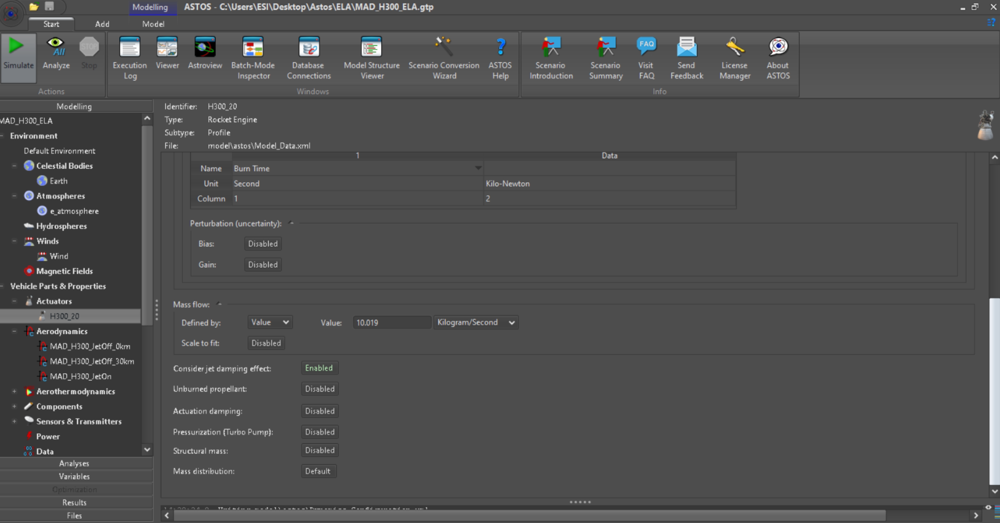 Modelling
ASTOS - C:\Users\ESI\Desktop\Astos\ELA\MAD_H300_ELA.gtp
Start Add Model
Simulate
All
Analyze
STOP
Stop
Execution Log
Viewer
Astroview
Batch-Mode Inspector
Database Connections
Model Structure Viewer
Scenario Conversion Wizard
ASTOS Help
Scenario Introduction
Scenario Summary
FAQ
Visit FAQ
Send Feedback
License Manager
About ASTOS
Actions Windows Info
Modelling
MAD_H300_ELA
Environment
Default Environment
Celestial Bodies
Earth
Atmospheres
e_atmosphere
Hydrospheres
Winds
Wind
Magnetic Fields
Vehicle Parts & Properties
Actuators
H300_20
Aerodynamics
MAD_H300_JetOff_0km
MAD_H300_JetOff_30km
MAD_H300_JetOn
Aerothermodynamics
Components
Sensors & Transmitters
Power
Data
Analyses
Variables
Optimization
Results
Files
Identifier: H300_20
Type: Rocket Engine
Subtype: Profile
File: model\astos\Model_Data.xml
1 Data
Name Burn Time
Unit Second Kilo-Newton
Column 1 2
Perturbation (uncertainty):
Bias: Disabled
Gain: Disabled
Mass flow:
Defined by: Value Value: 10.019 Kilogram/Second
Scale to fit: Disabled
Consider jet damping effect: Enabled
Unburned propellant: Disabled
Actuation damping: Disabled
Pressurization (Turbo Pump): Disabled
Structural mass: Disabled
Mass distribution: Default